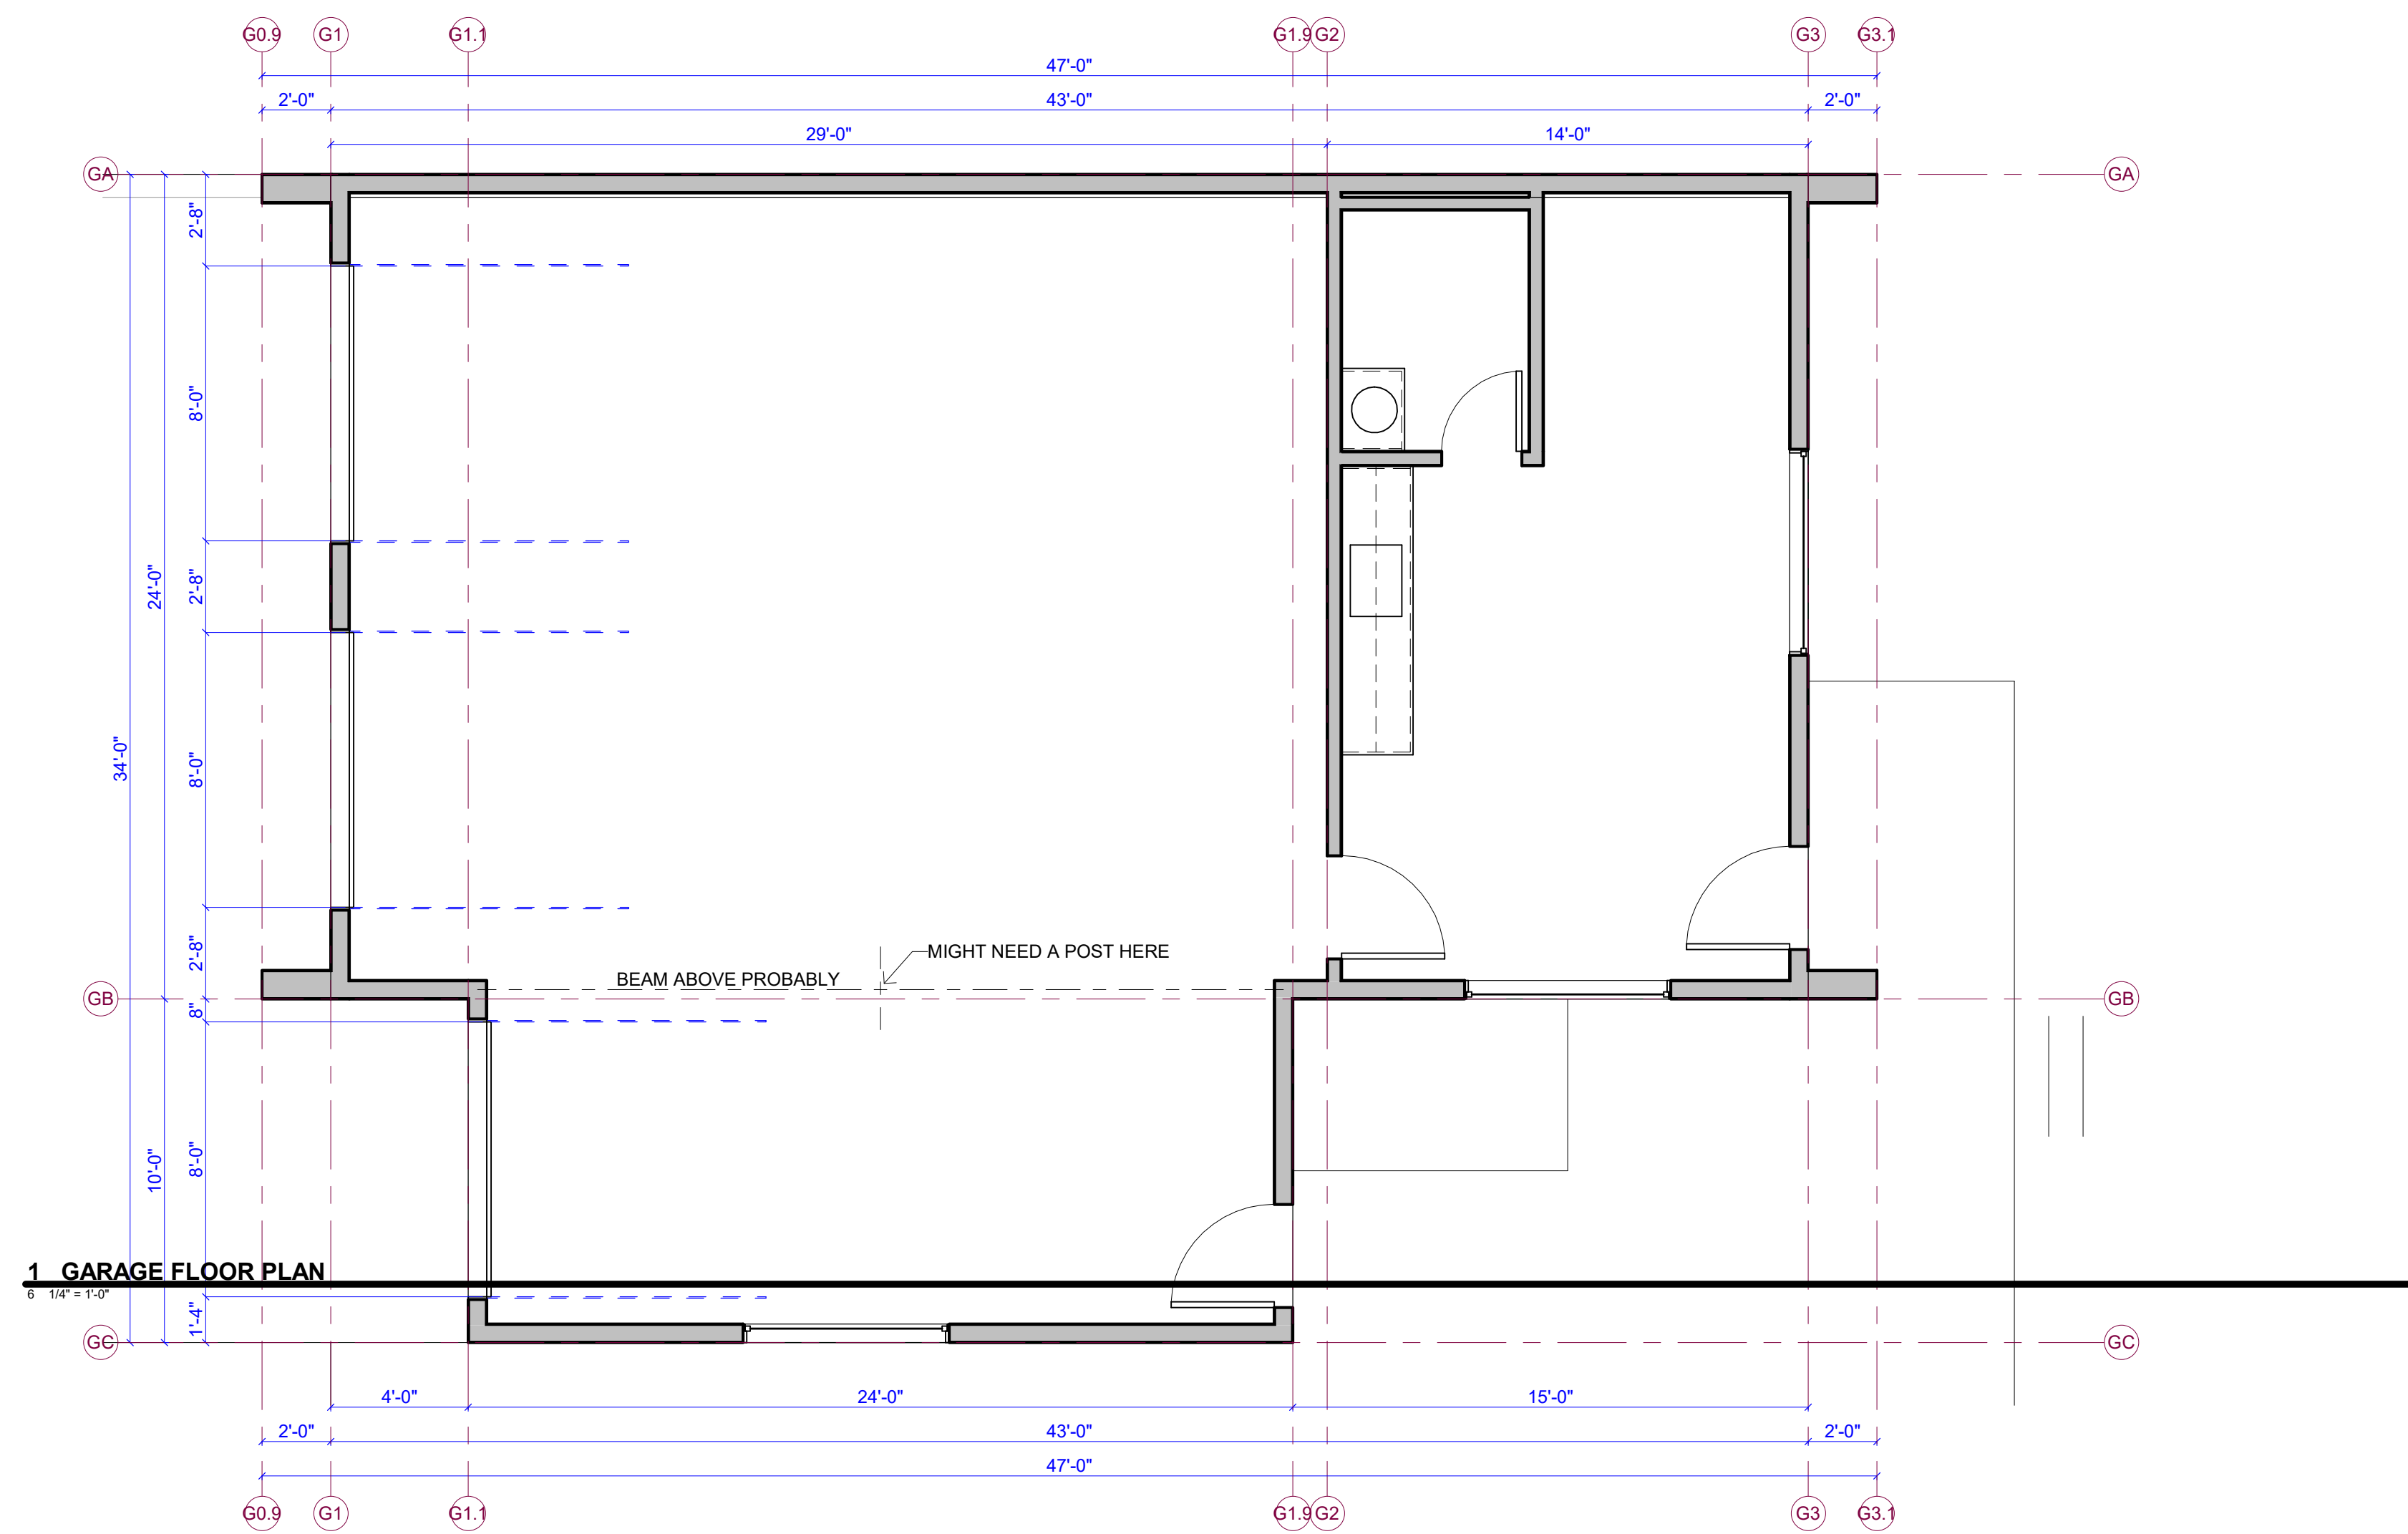 G0.9 G1 G1.1 G1.9 G2 G3 G3.1
47'-0"
2'-0" 43'-0" 2'-0"
29'-0" 14'-0"
GA GA
2'-8"
8'-0"
24'-0" 2'-8"
34'-0" 8'-0"
2'-8"
MIGHT NEED A POST HERE
BEAM ABOVE PROBABLY
GB GB
8"
10'-0" 8'-0"
1 GARAGE FLOOR PLAN
6 1/4" = 1'-0"
1'-4"
GC GC
4'-0" 24'-0" 15'-0"
2'-0" 43'-0" 2'-0"
47'-0"
G0.9 G1 G1.1 G1.9 G2 G3 G3.1